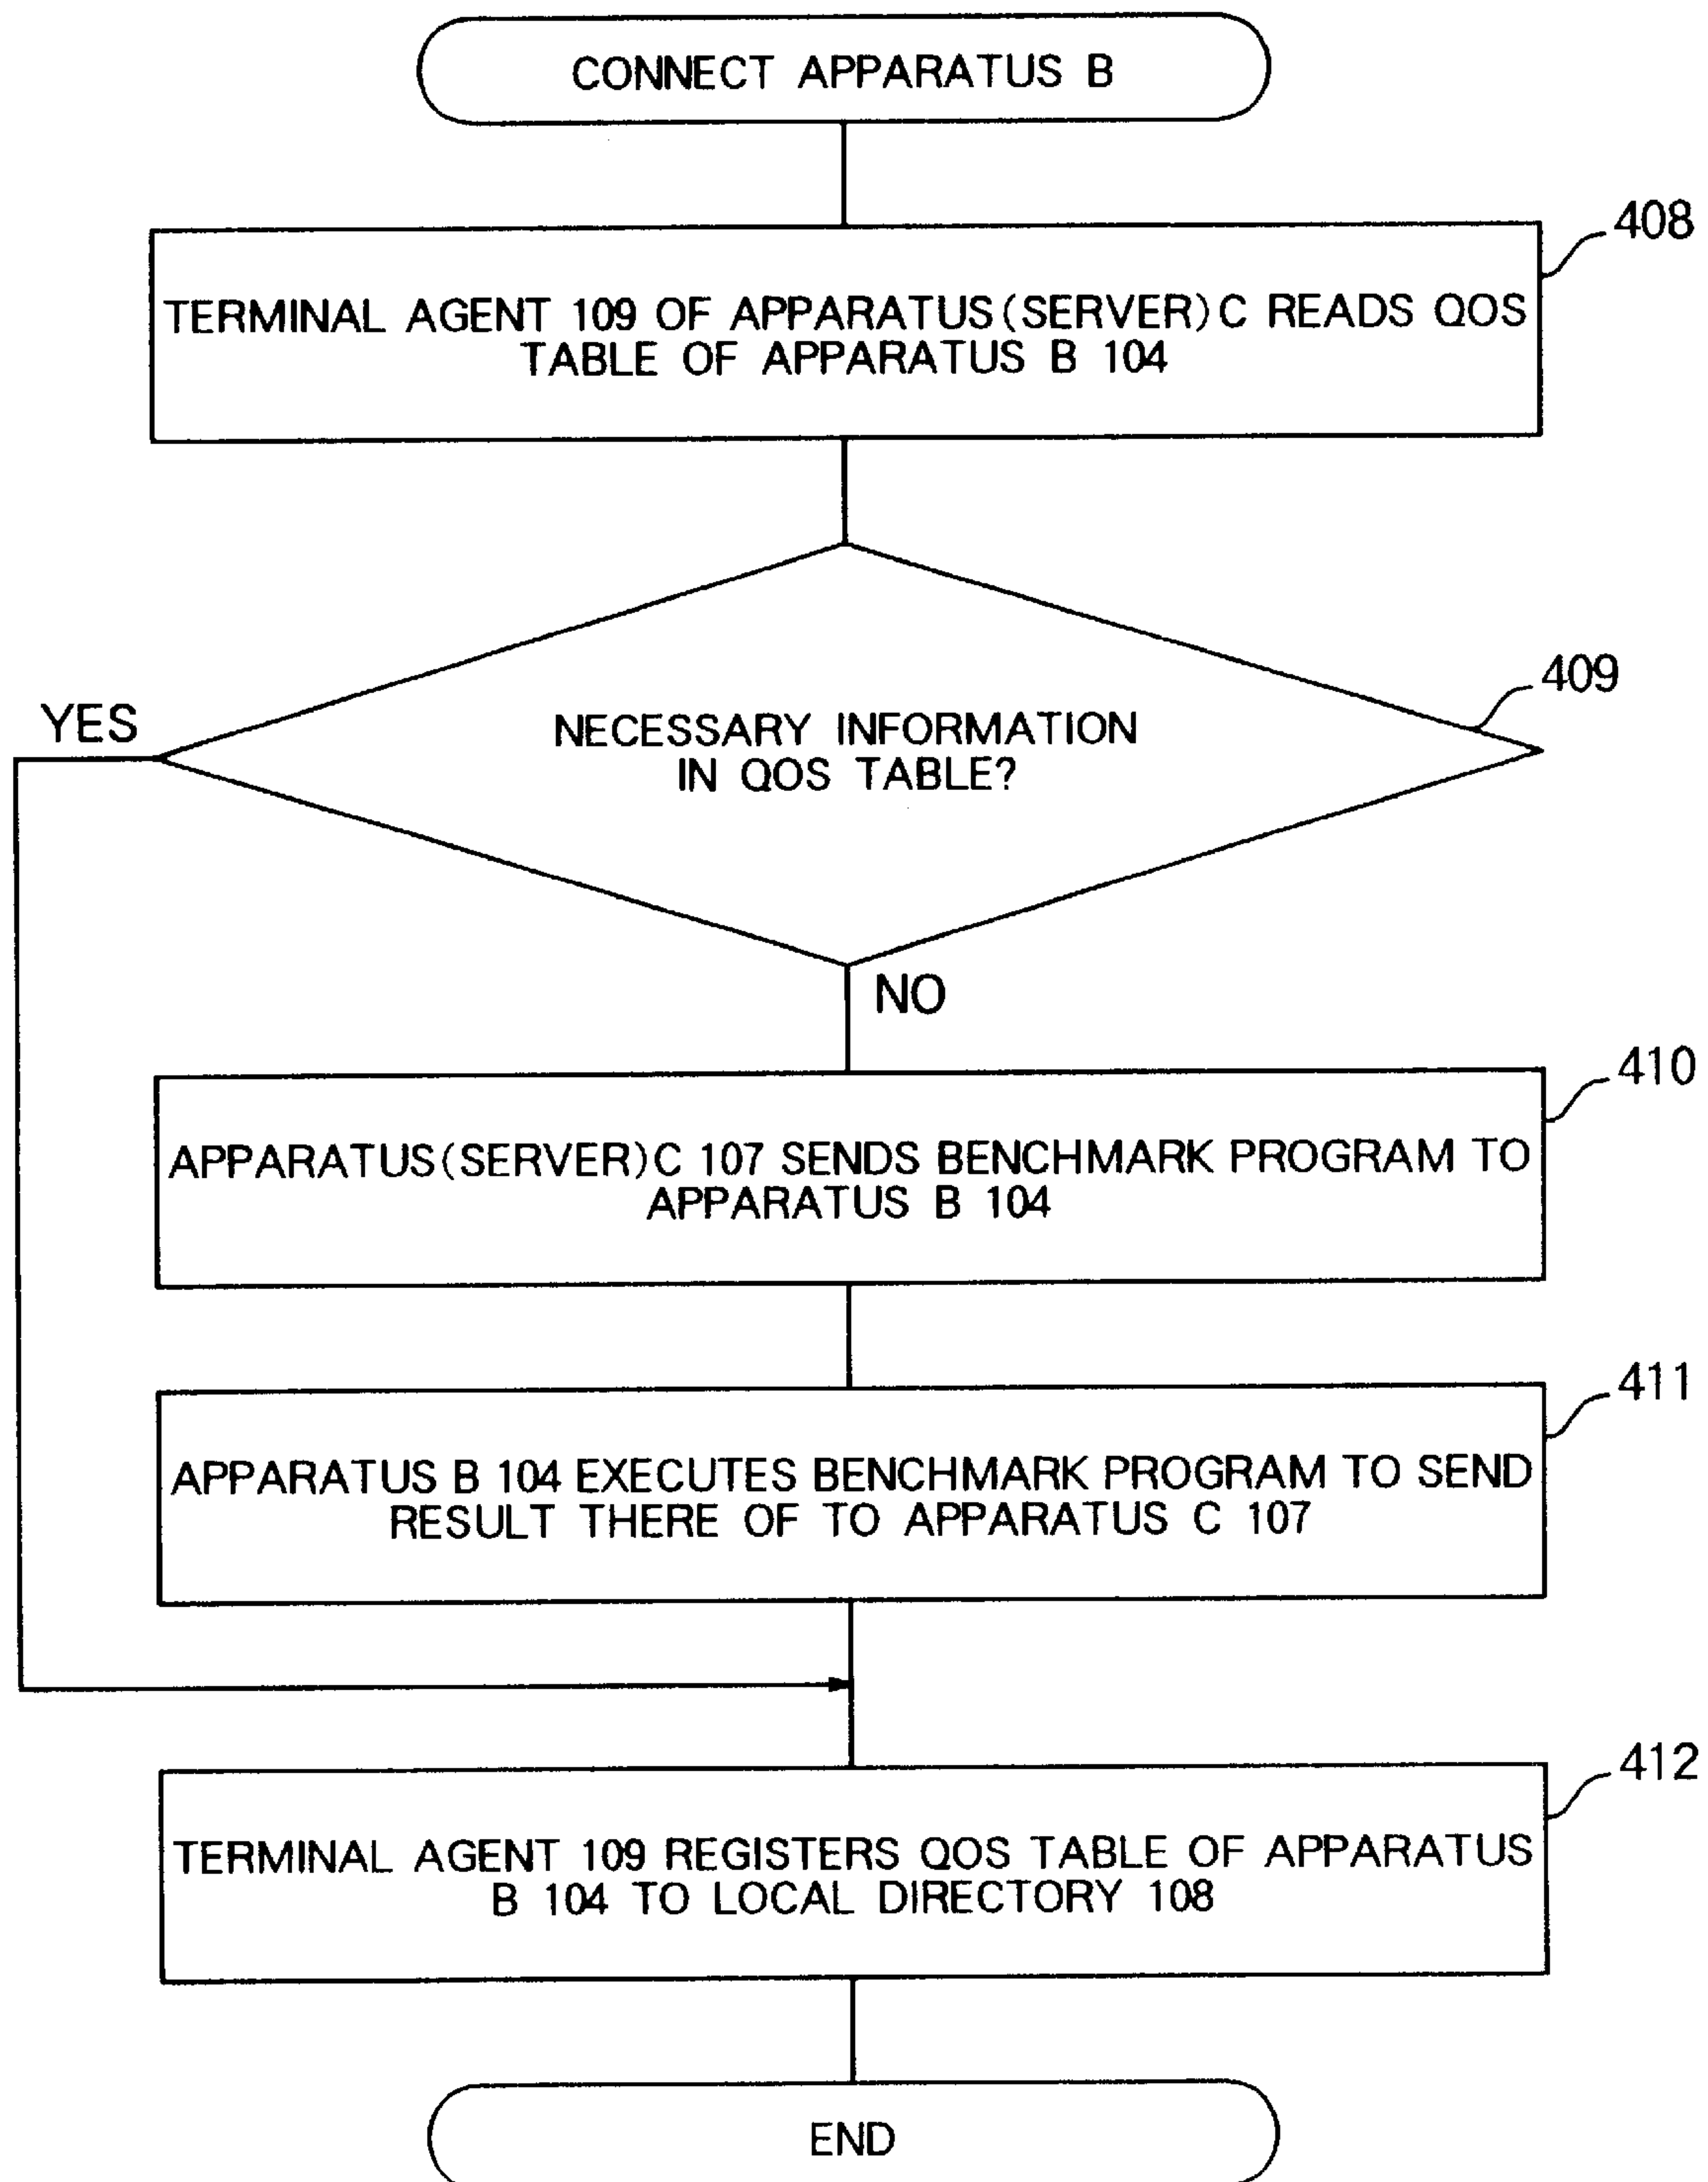 CONNECT APPARATUS B
408
TERMINAL AGENT 109 OF APPARATUS(SERVER)C READS QOS
TABLE OF APPARATUS B 104
409
YES
NECESSARY INFORMATION
IN QOS TABLE?
NO
410
APPARATUS(SERVER)C 107 SENDS BENCHMARK PROGRAM TO
APPARATUS B 104
411
APPARATUS B 104 EXECUTES BENCHMARK PROGRAM TO SEND
RESULT THERE OF TO APPARATUS C 107
412
TERMINAL AGENT 109 REGISTERS QOS TABLE OF APPARATUS
B 104 TO LOCAL DIRECTORY 108
END